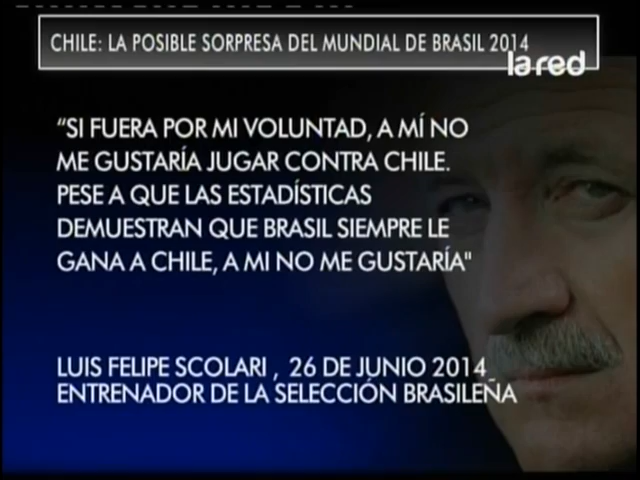 CHILE: LA POSIBLE SORPRESA DEL MUNDIAL DE BRASIL 2014
la red
“SI FUERA POR MI VOLUNTAD, A MÍ NO
ME GUSTARÍA JUGAR CONTRA CHILE.
PESE A QUE LAS ESTADÍSTICAS
DEMUESTRAN QUE BRASIL SIEMPRE LE
GANA A CHILE, A MI NO ME GUSTARÍA"
LUIS FELIPE SCOLARI , 26 DE JUNIO 2014
ENTRENADOR DE LA SELECCIÓN BRASILEÑA